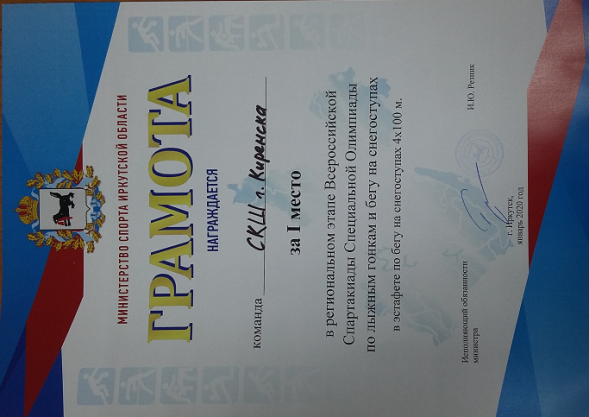 МИНИСТЕРСТВО СПОРТА ИРКУТСКОЙ ОБЛАСТИ
ГРАМОТА
НАГРАЖДАЕТСЯ
команда СКШ г. Киренска
за I место
в региональном этапе Всероссийской
Спартакиады Специальной Олимпиады
по лыжным гонкам и бегу на снегоступах
в эстафете по бегу на снегоступах 4х100 м.
Исполняющий обязанности
министра
И.Ю. Резник
г. Иркутск,
январь 2020 год